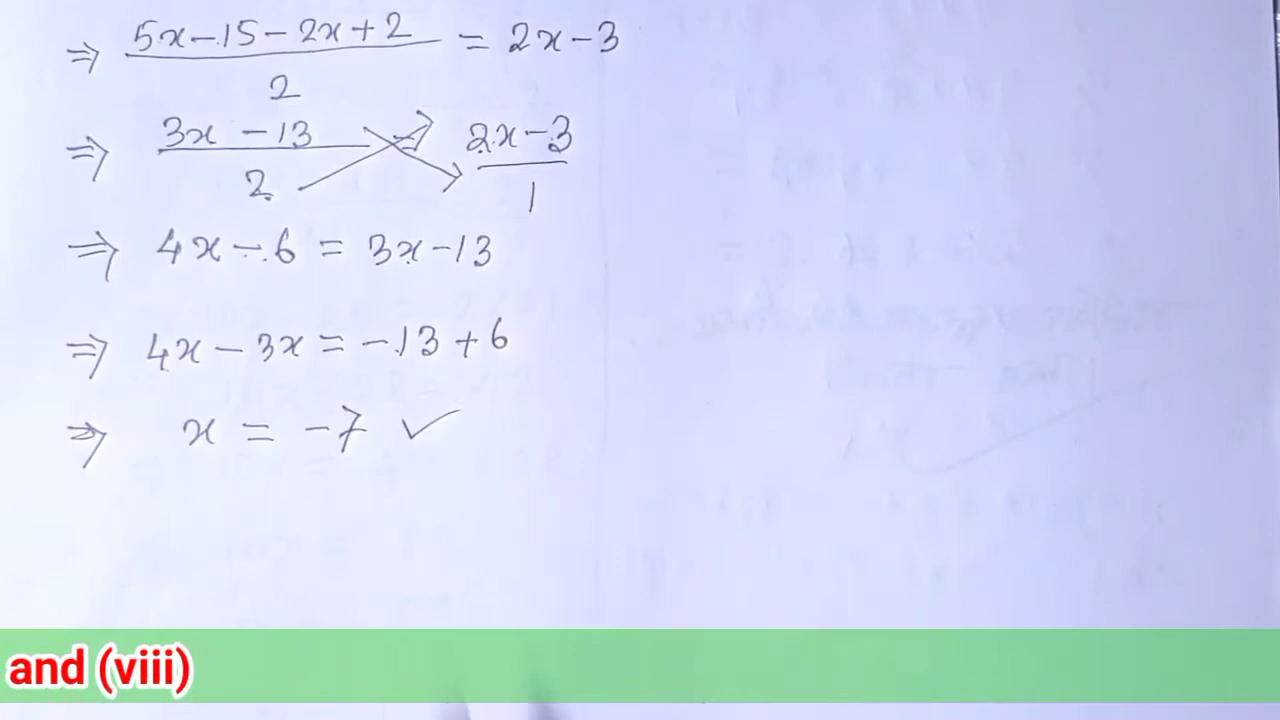 ⇒ (5x-15-2x+2)/2 = 2x-3
⇒ (3x-13)/2 = (2x-3)/1
⇒ 4x-6 = 3x-13
⇒ 4x-3x = -13+6
⇒ x = -7 ✓
and (viii)